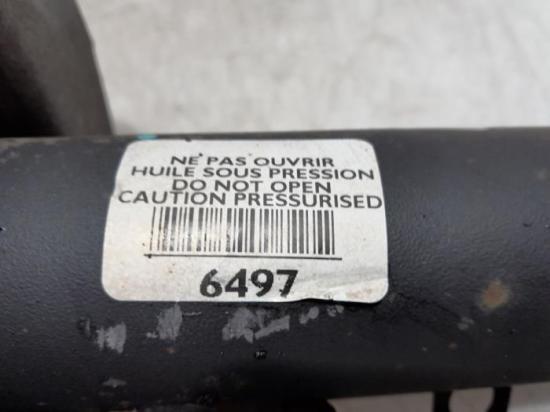 NE PAS OUVRIR
HUILE SOUS PRESSION
DO NOT OPEN
CAUTION PRESSURISED
6497